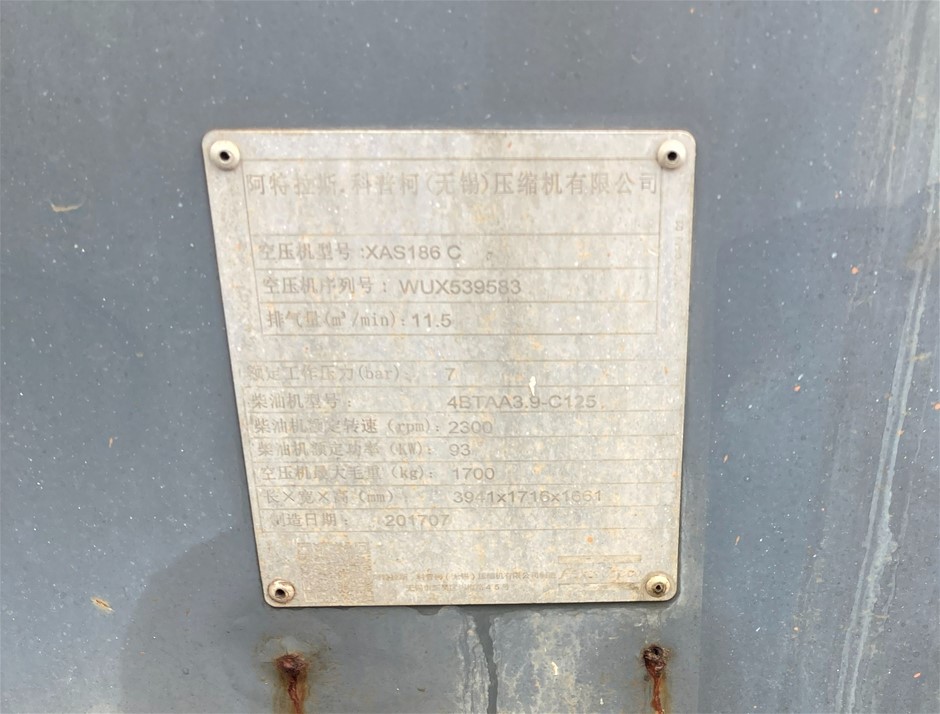 阿特拉斯.科普柯(无锡)压缩机有限公司
空压机型号:XAS186 C
空压机序列号: WUX539583
排气量(m³/min):11.5
额定工作压力(bar): 7
柴油机型号: 4BTAA3.9-C125
柴油机额定转速 (rpm): 2300
柴油机额定功率 (KW): 93
空压机最大毛重 (kg): 1700
长×宽×高 (mm) : 3941x1716x1661
制造日期: 201707